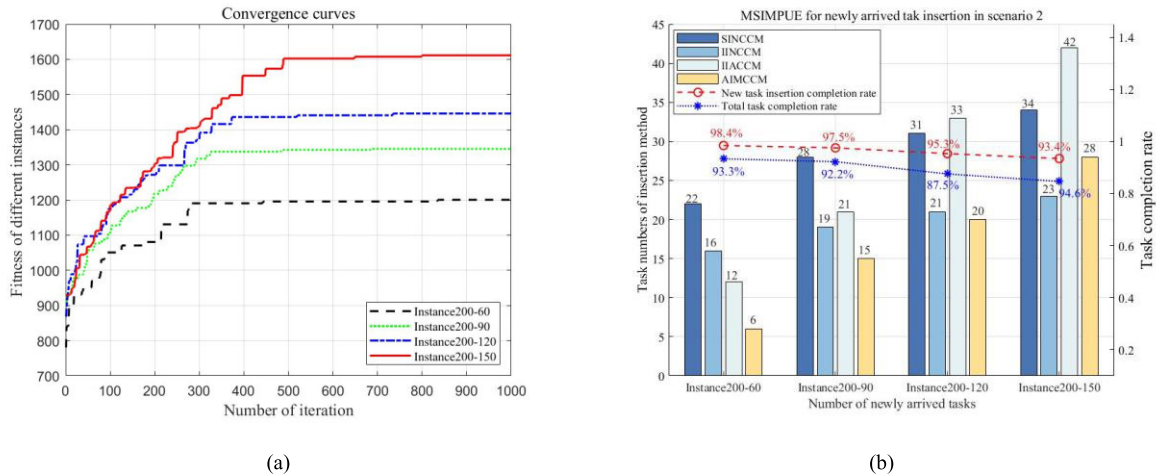 Convergence curves
1700
1600
1500
1400
1300
1200
1100
1000
900
800
700
Fitness of different instances
0 100 200 300 400 500 600 700 800 900 1000
Number of iteration
Instance200-60
Instance200-90
Instance200-120
Instance200-150
(a)
MSIMPUE for newly arrived tak insertion in scenario 2
45
40
35
30
25
20
15
10
5
0
Task numbers of insertion method
SINCCM
IINCCM
IIACCM
AIMCCM
New task insertion completion rate
Total task completion rate
98.4% 97.5% 95.3% 93.4%
93.3% 92.2% 87.5% 94.6%
22 16 12 6
28 19 21 15
31 21 33 20
34 23 42 28
1.4
1.2
1
0.8
0.6
0.4
0.2
Task completion rate
Instance200-60 Instance200-90 Instance200-120 Instance200-150
Number of newly arrived tasks
(b)